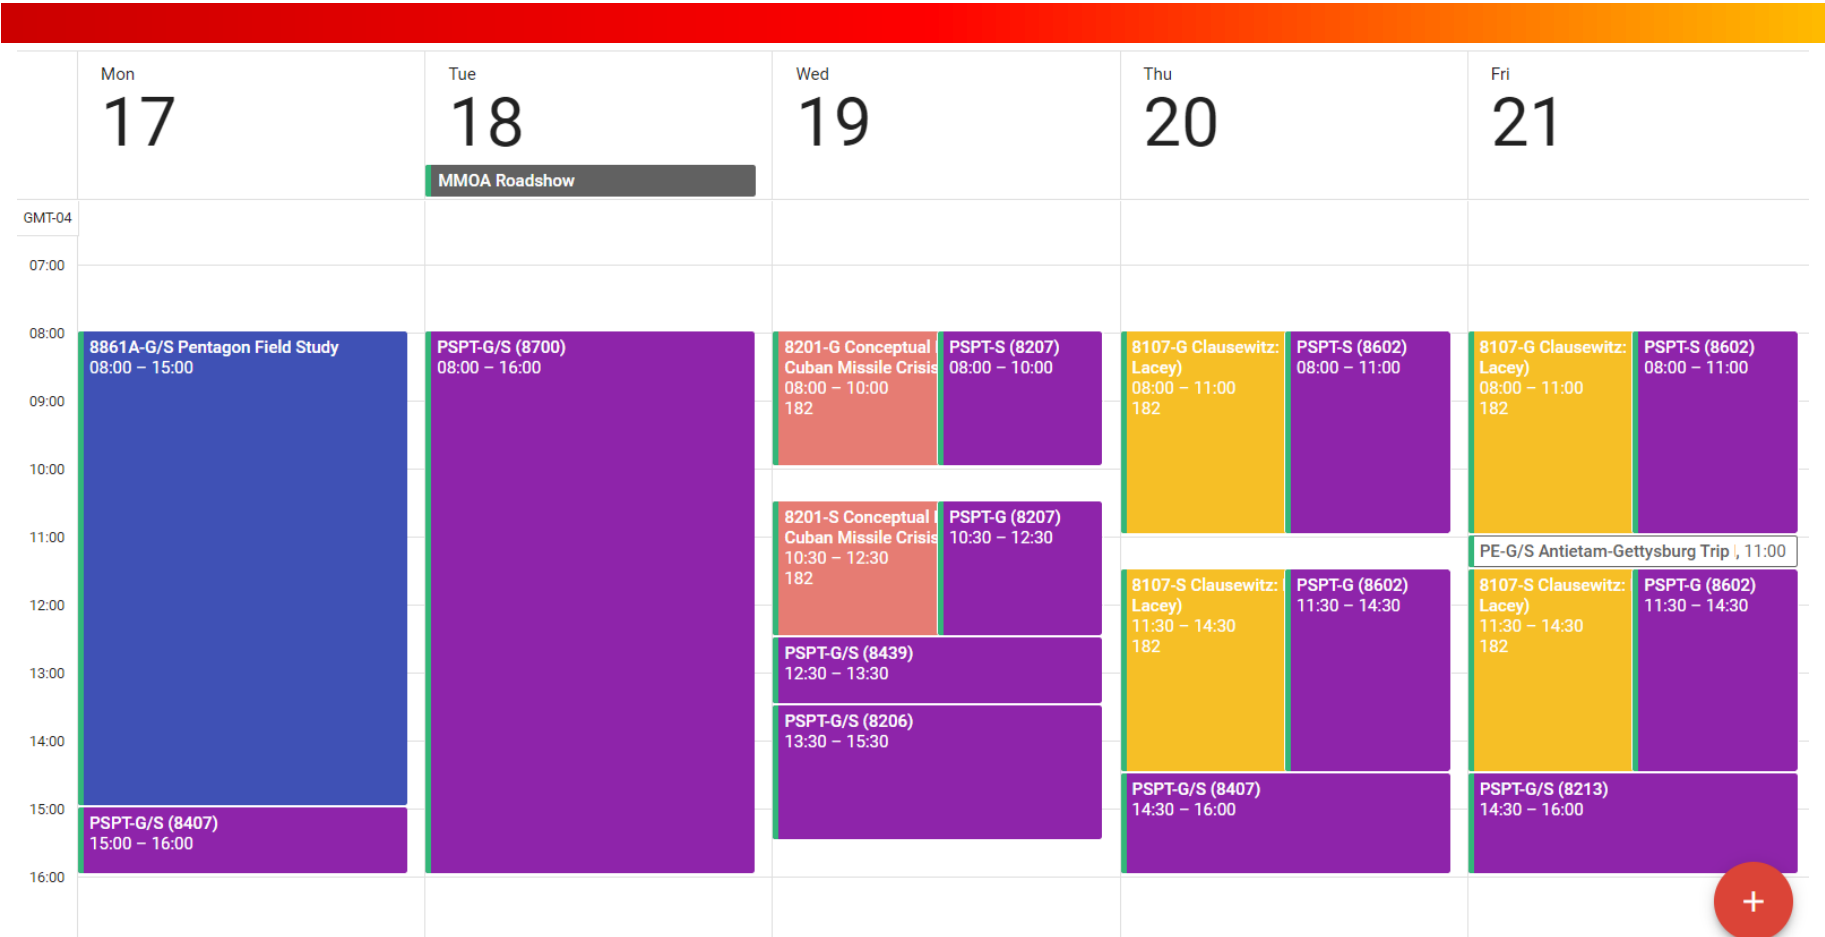 Mon
17
Tue
18
MMOA Roadshow
Wed
19
Thu
20
Fri
21
GMT-04
07:00
08:00
09:00
10:00
11:00
12:00
13:00
14:00
15:00
16:00
8861A-G/S Pentagon Field Study
08:00 – 15:00
PSPT-G/S (8407)
15:00 – 16:00
PSPT-G/S (8700)
08:00 – 16:00
8201-G Conceptual
Cuban Missile Crisis
08:00 – 10:00
182
PSPT-S (8207)
08:00 – 10:00
8201-S Conceptual
Cuban Missile Crisis
10:30 – 12:30
182
PSPT-G (8207)
10:30 – 12:30
PSPT-G/S (8439)
12:30 – 13:30
PSPT-G/S (8206)
13:30 – 15:30
8107-G Clausewitz:
Lacey)
08:00 – 11:00
182
PSPT-S (8602)
08:00 – 11:00
8107-S Clausewitz:
Lacey)
11:30 – 14:30
182
PSPT-G (8602)
11:30 – 14:30
PSPT-G/S (8407)
14:30 – 16:00
8107-G Clausewitz:
Lacey)
08:00 – 11:00
182
PSPT-S (8602)
08:00 – 11:00
PE-G/S Antietam-Gettysburg Trip , 11:00
8107-S Clausewitz:
Lacey)
11:30 – 14:30
182
PSPT-G (8602)
11:30 – 14:30
PSPT-G/S (8213)
14:30 – 16:00
+